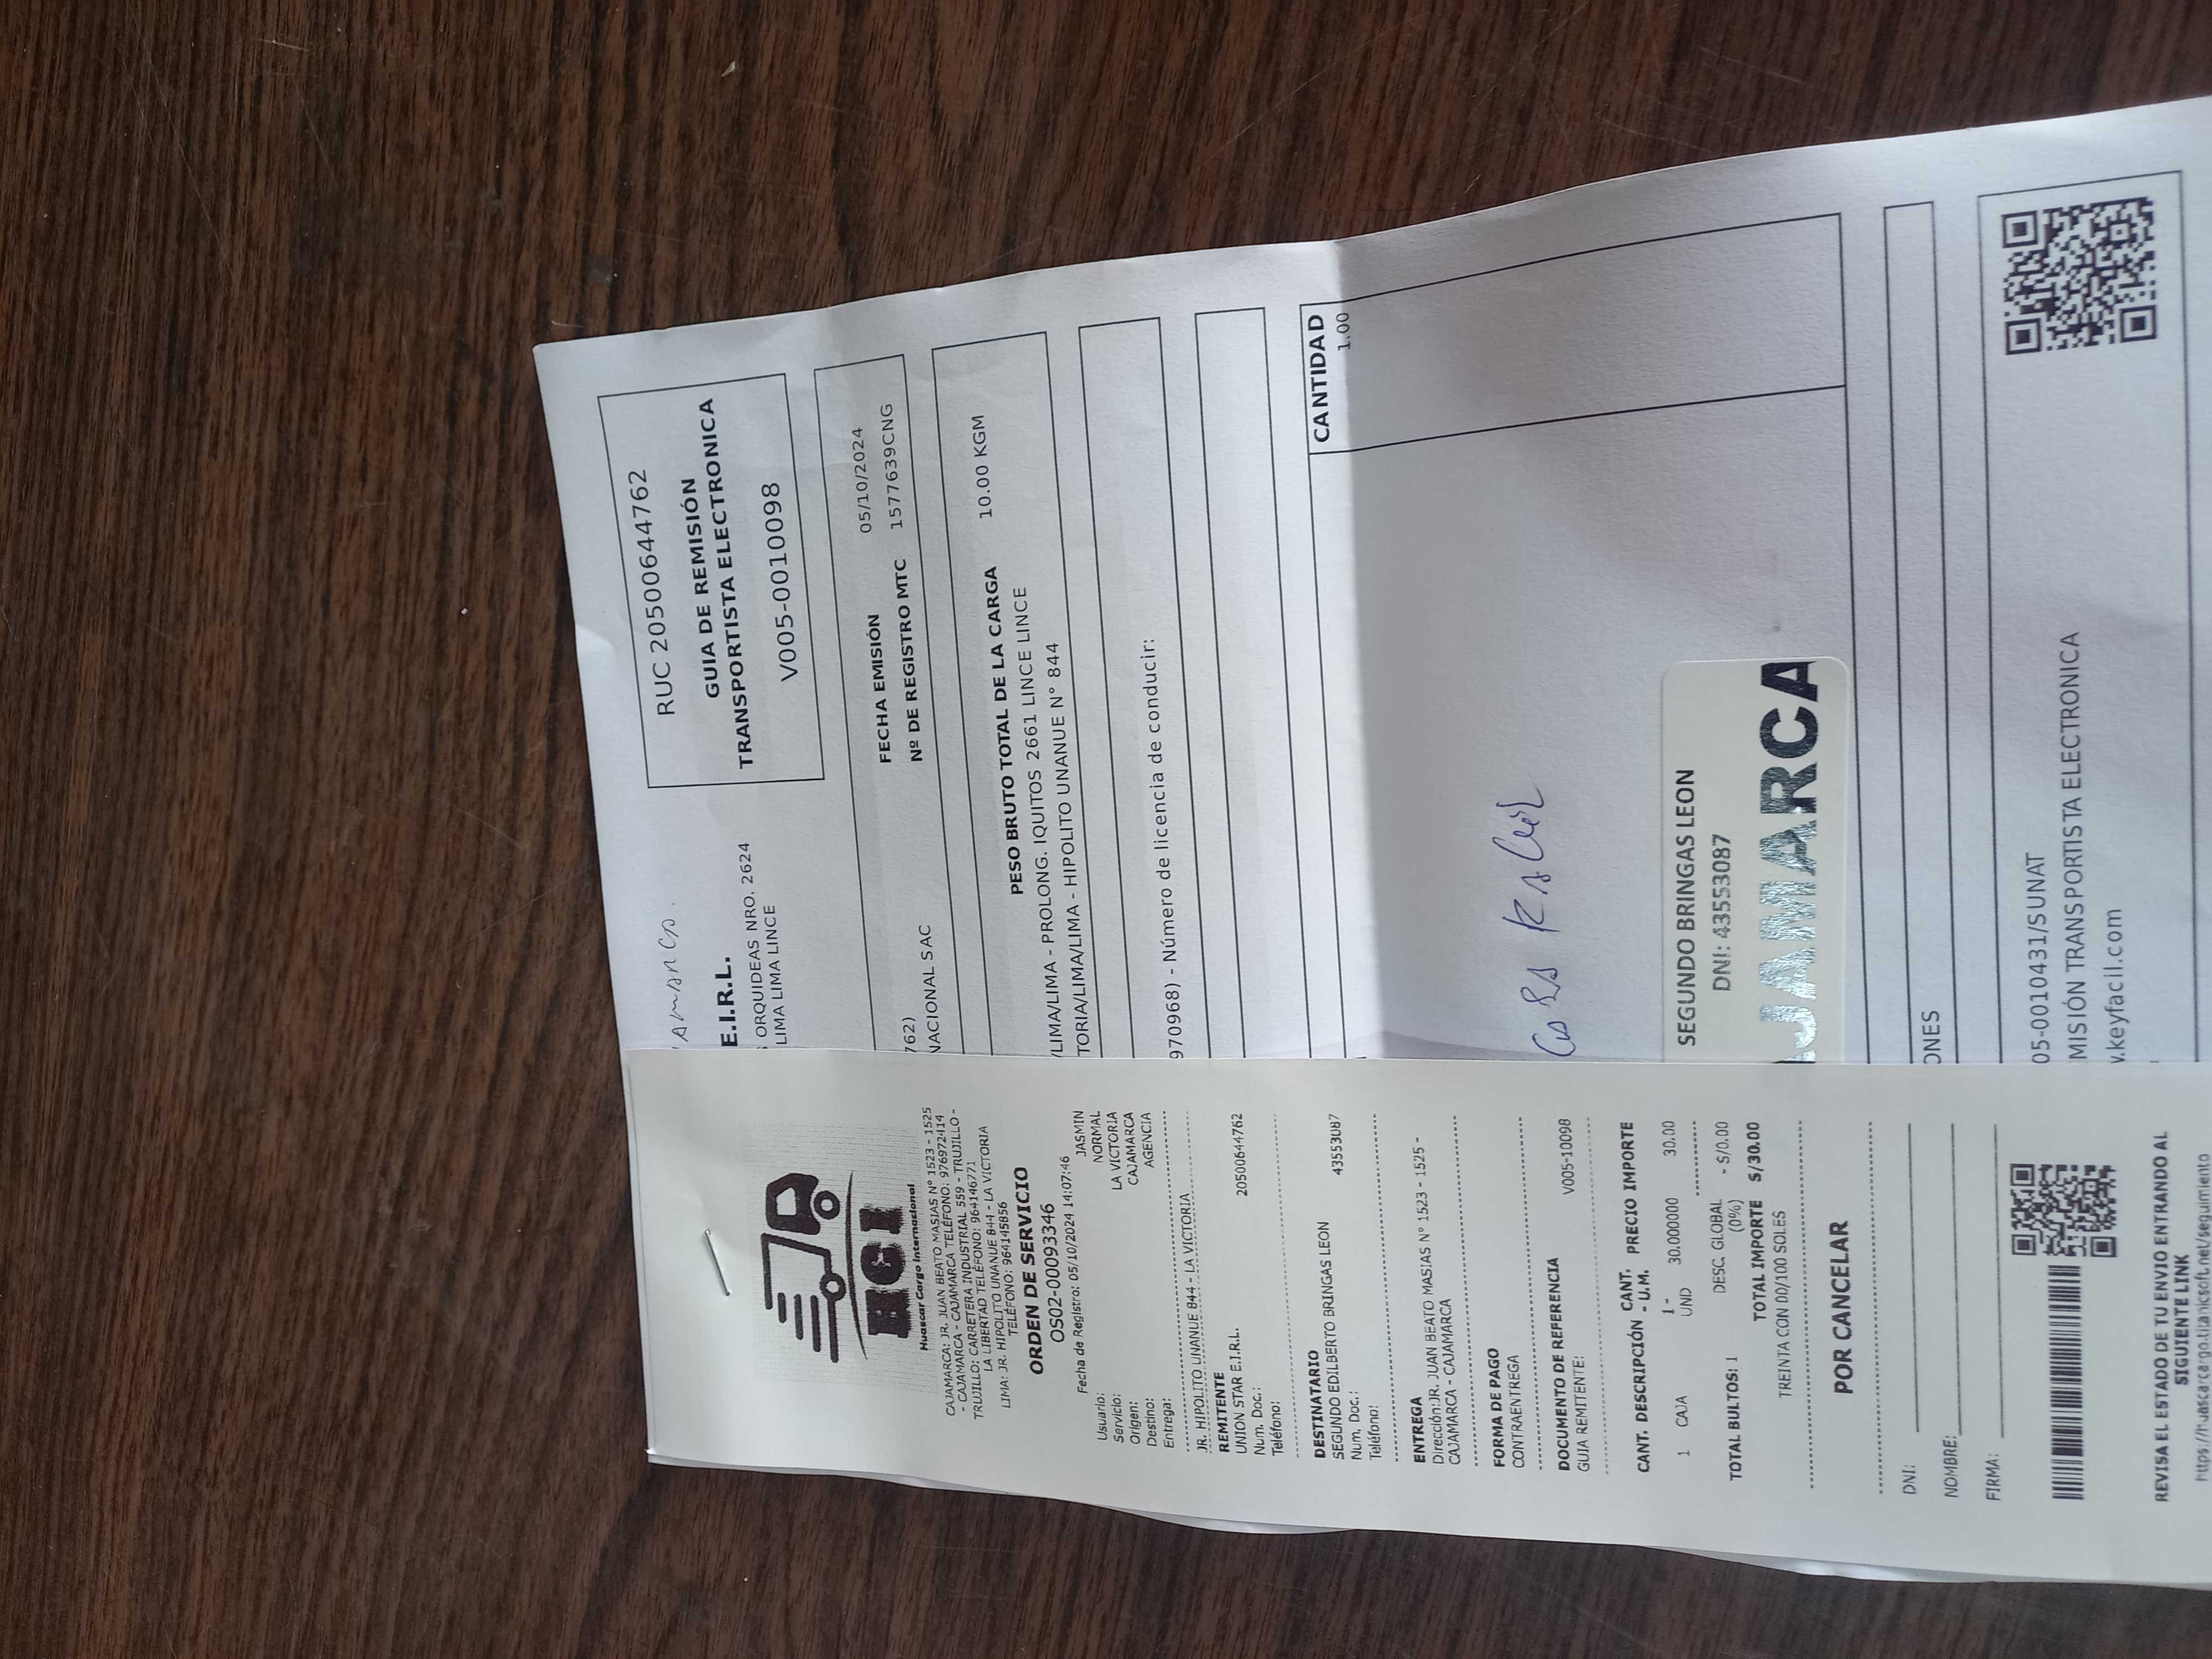 HCI
Huascar Cargo Internacional
CAJAMARCA: JR. JUAN BEATO MASIAS N° 1523 - 1525
- CAJAMARCA - CAJAMARCA TELÉFONO: 976972414
TRUJILLO: CARRETERA INDUSTRIAL 559 - TRUJILLO -
LA LIBERTAD TELÉFONO: 964146771
LIMA: JR. HIPOLITO UNANUE 844 - LA VICTORIA
TELÉFONO: 964145856
ORDEN DE SERVICIO
OS02-00093346
Fecha de Registro: 05/10/2024 14:07:46
Usuario: JASMIN
Servicio: NORMAL
Origen: LA VICTORIA
Destino: CAJAMARCA
Entrega: AGENCIA
JR. HIPOLITO UNANUE 844 - LA VICTORIA
REMITENTE
UNION STAR E.I.R.L.
Num. Doc.: 20500644762
Teléfono:
DESTINATARIO
SEGUNDO EDILBERTO BRINGAS LEON
Num. Doc.: 43553087
Teléfono:
ENTREGA
Dirección:JR. JUAN BEATO MASIAS N° 1523 - 1525 -
CAJAMARCA - CAJAMARCA
FORMA DE PAGO
CONTRAENTREGA
DOCUMENTO DE REFERENCIA
GUIA REMITENTE: V005-10098
CANT. DESCRIPCIÓN CANT. PRECIO IMPORTE
- U.M.
1 CAJA 1 - 30.000000 30.00
UND
DESC. GLOBAL - S/0.00
(0%)
TOTAL BULTOS: 1
TOTAL IMPORTE S/30.00
TREINTA CON 00/100 SOLES
POR CANCELAR
DNI:
NOMBRE:
FIRMA:
REVISA EL ESTADO DE TU ENVIO ENTRANDO AL
SIGUIENTE LINK
https://huascarcargo.titanicsoft.net/seguimiento
E.I.R.L.
ORQUIDEAS NRO. 2624
LIMA LIMA LINCE
RUC 20500644762
GUIA DE REMISIÓN
TRANSPORTISTA ELECTRONICA
V005-0010098
FECHA EMISIÓN 05/10/2024
Nº DE REGISTRO MTC 1577639CNG
762)
NACIONAL SAC
PESO BRUTO TOTAL DE LA CARGA 10.00 KGM
/LIMA/LIMA - PROLONG. IQUITOS 2661 LINCE LINCE
TORIA/LIMA/LIMA - HIPOLITO UNANUE N° 844
970968) - Número de licencia de conducir:
CANTIDAD
1.00
SEGUNDO BRINGAS LEON
DNI: 43553087
JAMARCA
ONES
05-0010431/SUNAT
MISIÓN TRANSPORTISTA ELECTRONICA
v.keyfacil.com